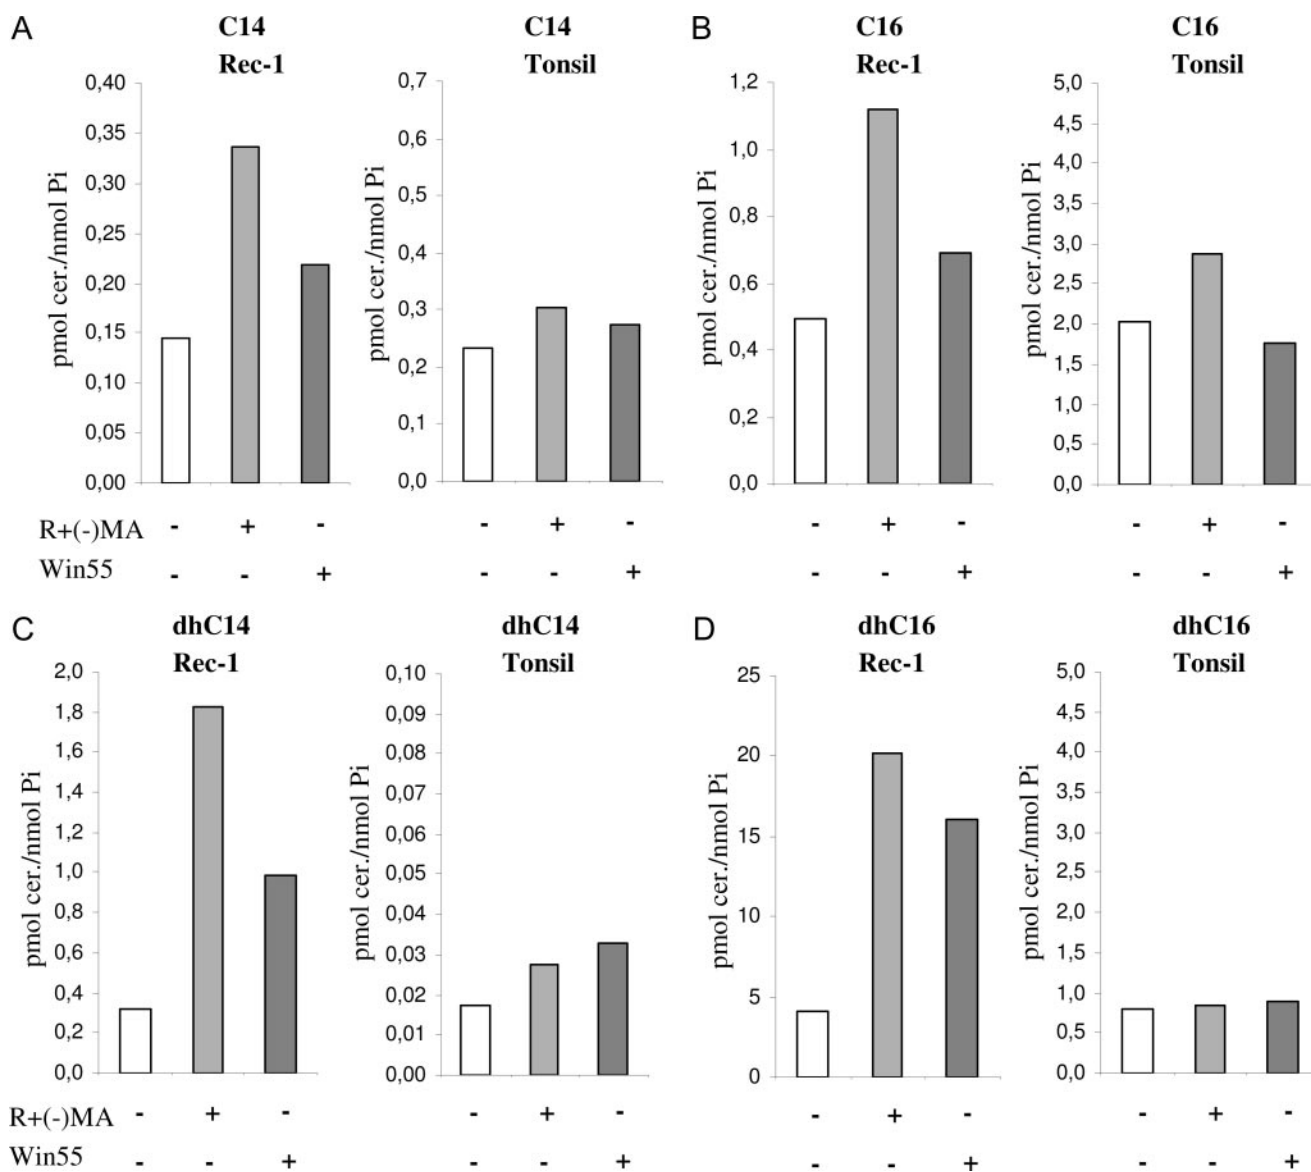 A
C14
Rec-1
0,40
0,35
0,30
0,25
0,20
0,15
0,10
0,05
0,00
pmol cer./nmol Pi
C14
Tonsil
0,7
0,6
0,5
0,4
0,3
0,2
0,1
0,0
pmol cer./nmol Pi
B
C16
Rec-1
1,2
1,0
0,8
0,6
0,4
0,2
0,0
pmol cer./nmol Pi
C16
Tonsil
5,0
4,5
4,0
3,5
3,0
2,5
2,0
1,5
1,0
0,5
0,0
pmol cer./nmol Pi
R+(-)MA - + - - + - - + - - + -
Win55 - - + - - + - - + - - +
C
dhC14
Rec-1
2,0
1,8
1,6
1,4
1,2
1,0
0,8
0,6
0,4
0,2
0,0
pmol cer./nmol Pi
dhC14
Tonsil
0,10
0,09
0,08
0,07
0,06
0,05
0,04
0,03
0,02
0,01
0,00
pmol cer./nmol Pi
D
dhC16
Rec-1
25
20
15
10
5
0
pmol cer./nmol Pi
dhC16
Tonsil
5,0
4,5
4,0
3,5
3,0
2,5
2,0
1,5
1,0
0,5
0,0
pmol cer./nmol Pi
R+(-)MA - + - - + - - + - - + -
Win55 - - + - - + - - + - - +